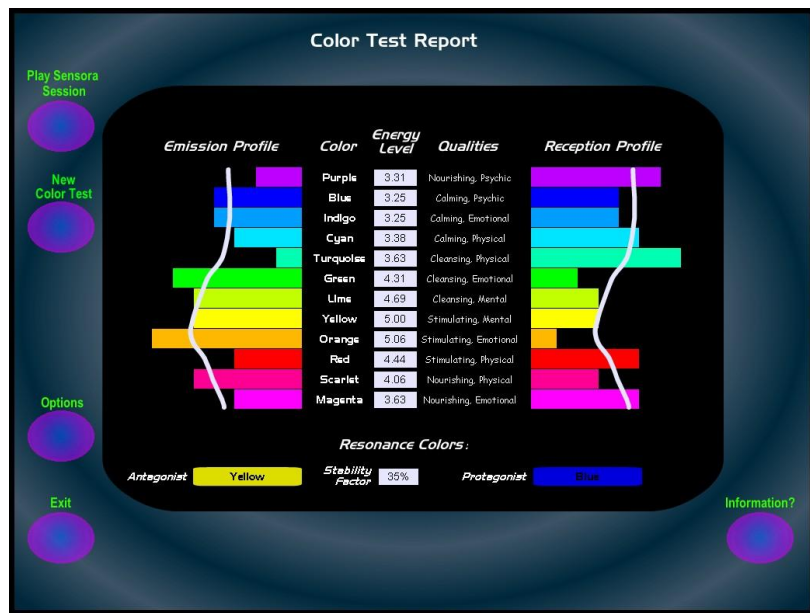 Color Test Report
Play Sensora
Session
New
Color Test
Options
Exit
Information?
Emission Profile Color Energy Level Qualities Reception Profile
Purple 3.31 Nourishing, Psychic
Blue 3.25 Calming, Psychic
Indigo 3.25 Calming, Emotional
Cyan 3.38 Calming, Physical
Turquoise 3.63 Cleansing, Physical
Green 4.31 Cleansing, Emotional
Lime 4.69 Cleansing, Mental
Yellow 5.00 Stimulating, Mental
Orange 5.06 Stimulating, Emotional
Red 4.44 Stimulating, Physical
Scarlet 4.06 Nourishing, Physical
Magenta 3.63 Nourishing, Emotional
Resonance Colors:
Antagonist Yellow Stability Factor 35% Protagonist Blue